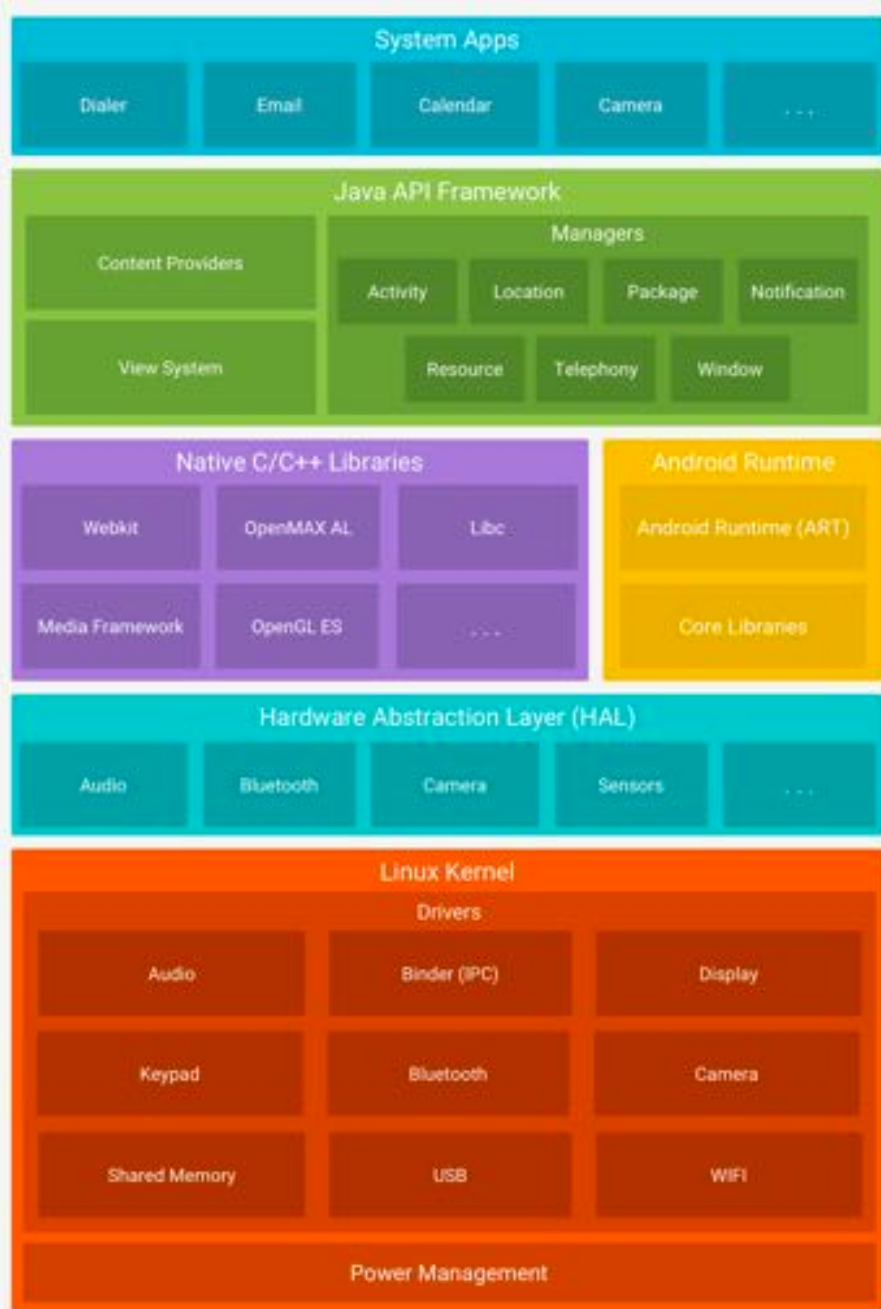 System Apps
Dialer Email Calendar Camera . . .
Java API Framework
Content Providers
View System
Managers
Activity Location Package Notification
Resource Telephony Window
Native C/C++ Libraries
Webkit OpenMAX AL Libc
Media Framework OpenGL ES . . .
Android Runtime
Android Runtime (ART)
Core Libraries
Hardware Abstraction Layer (HAL)
Audio Bluetooth Camera Sensors . . .
Linux Kernel
Drivers
Audio Binder (IPC) Display
Keypad Bluetooth Camera
Shared Memory USB WIFI
Power Management